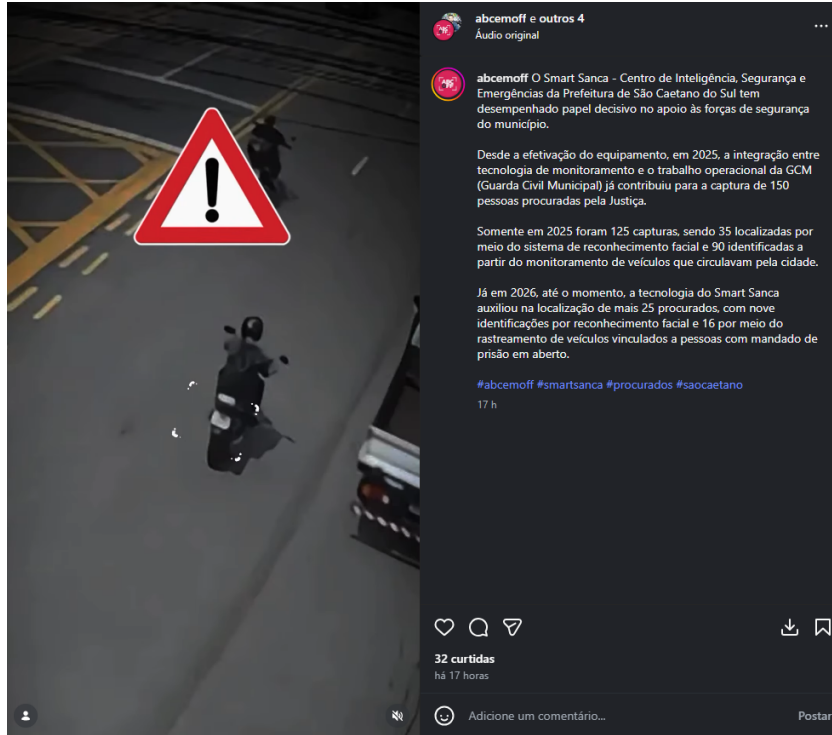 abcemoff e outros 4
Áudio original
abcemoff O Smart Sanca - Centro de Inteligência, Segurança e
Emergências da Prefeitura de São Caetano do Sul tem
desempenhado papel decisivo no apoio às forças de segurança
do município.
Desde a efetivação do equipamento, em 2025, a integração entre
tecnologia de monitoramento e o trabalho operacional da GCM
(Guarda Civil Municipal) já contribuiu para a captura de 150
pessoas procuradas pela Justiça.
Somente em 2025 foram 125 capturas, sendo 35 localizadas por
meio do sistema de reconhecimento facial e 90 identificadas a
partir do monitoramento de veículos que circulavam pela cidade.
Já em 2026, até o momento, a tecnologia do Smart Sanca
auxiliou na localização de mais 25 procurados, com nove
identificações por reconhecimento facial e 16 por meio do
rastreamento de veículos vinculados a pessoas com mandado de
prisão em aberto.
#abcemoff #smartsanca #procurados #saocaetano
17 h
32 curtidas
há 17 horas
Adicione um comentário...
Postar